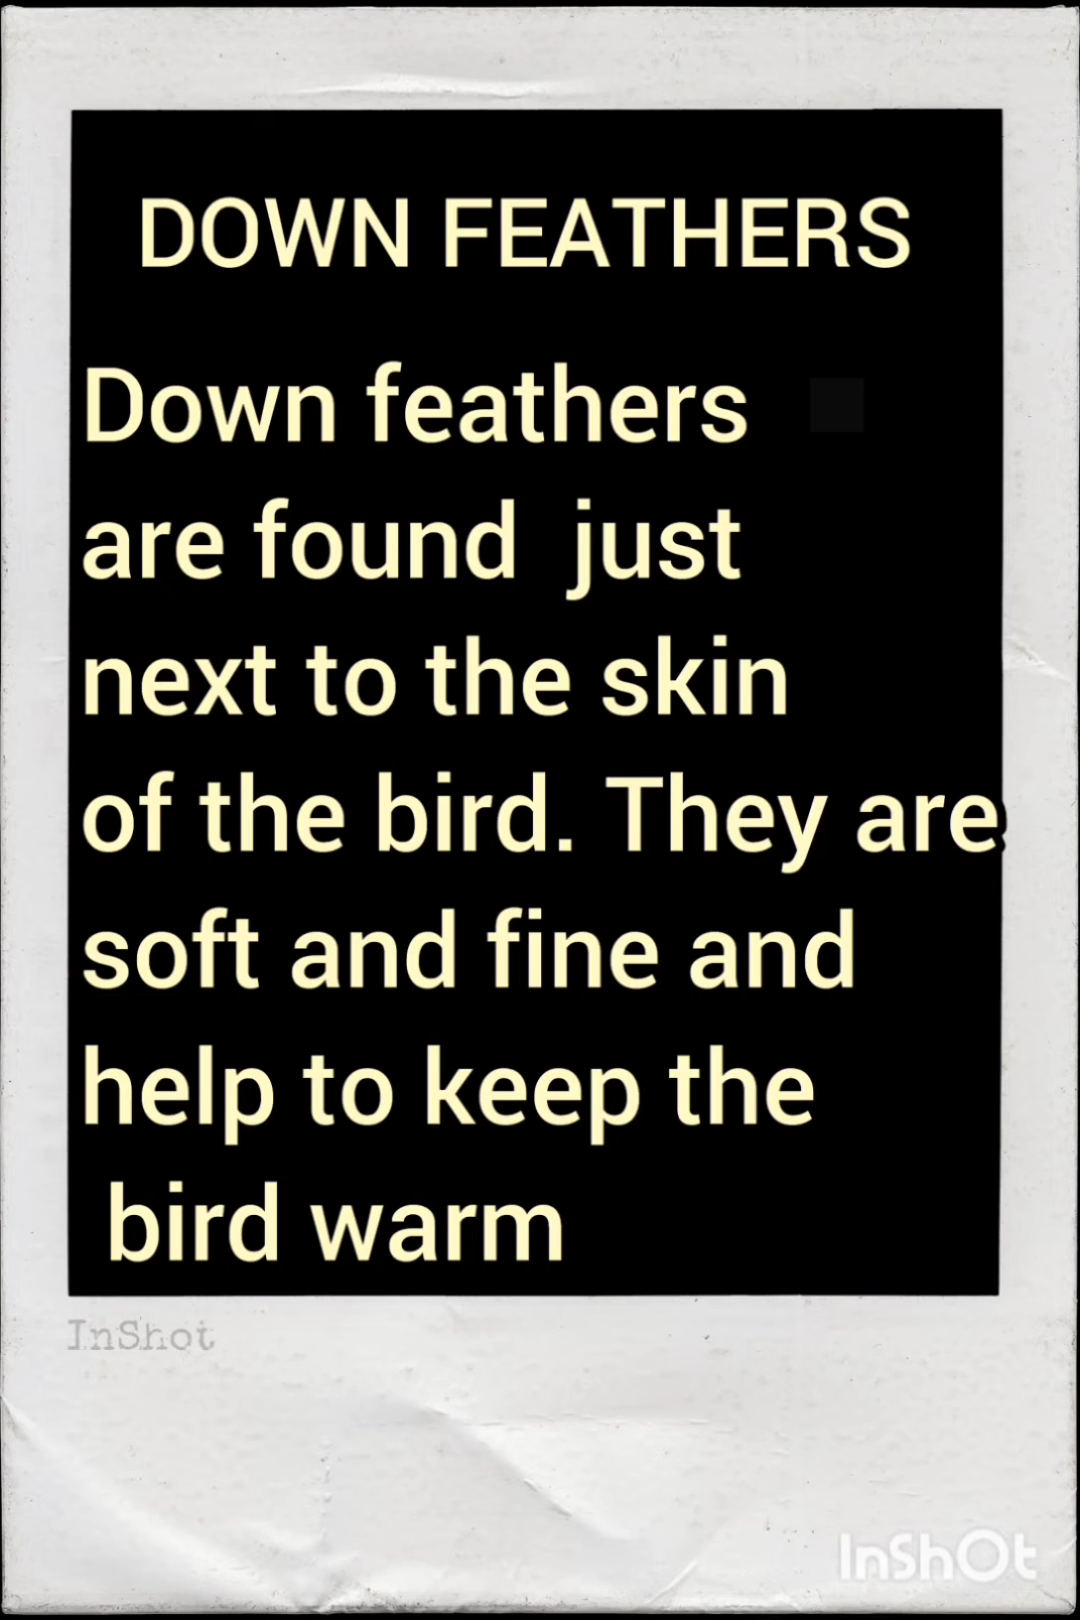 DOWN FEATHERS
Down feathers
are found  just
next to the skin
of the bird. They are
soft and fine and
help to keep the
bird warm
InShot
InShOt